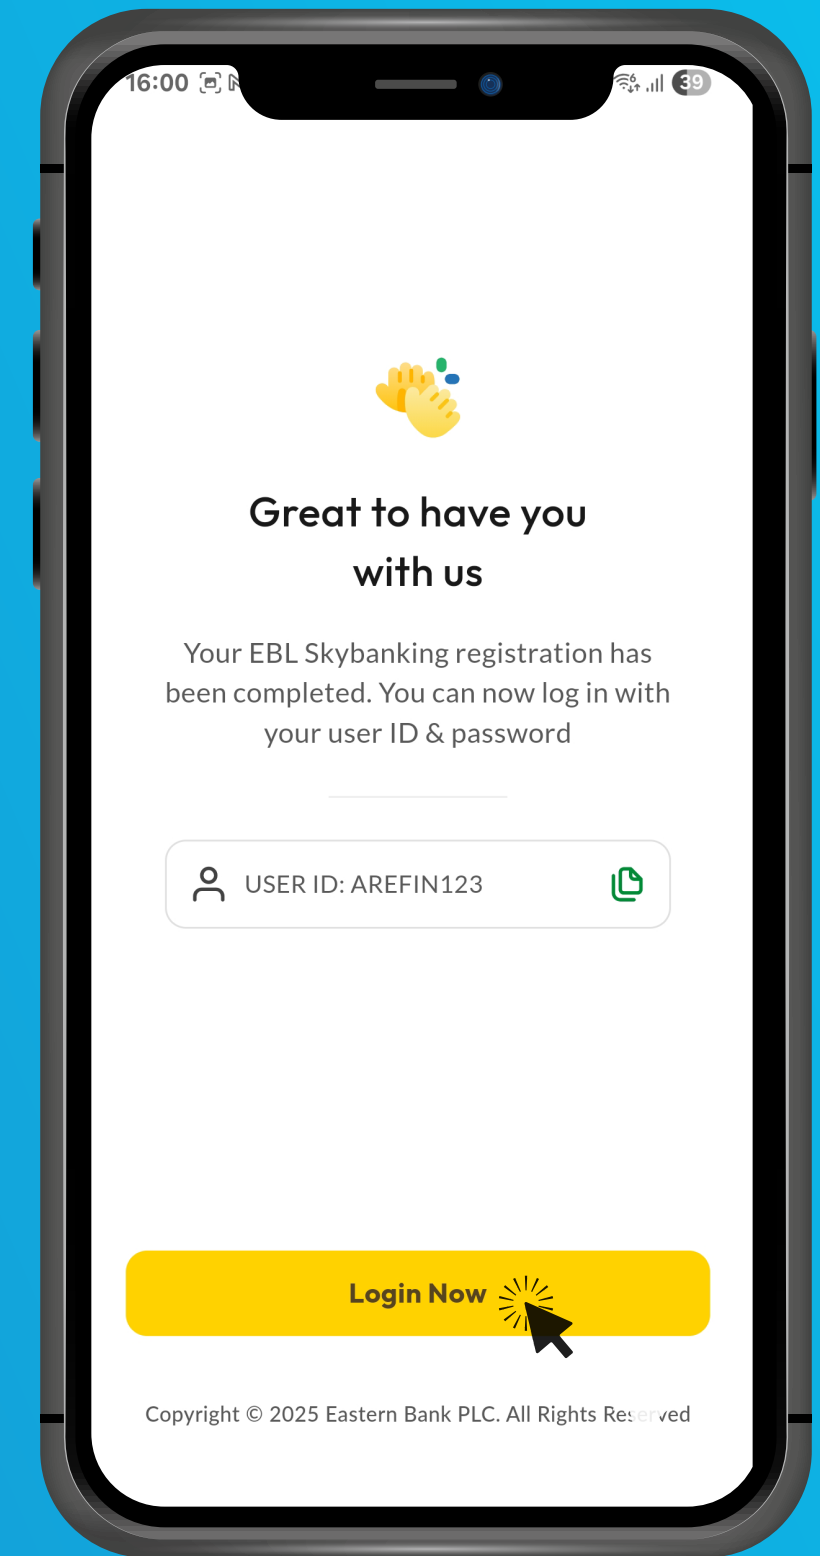 16:00
39
Great to have you
with us
Your EBL Skybanking registration has
been completed. You can now log in with
your user ID & password
USER ID: AREFIN123
Login Now
Copyright © 2025 Eastern Bank PLC. All Rights Reserved